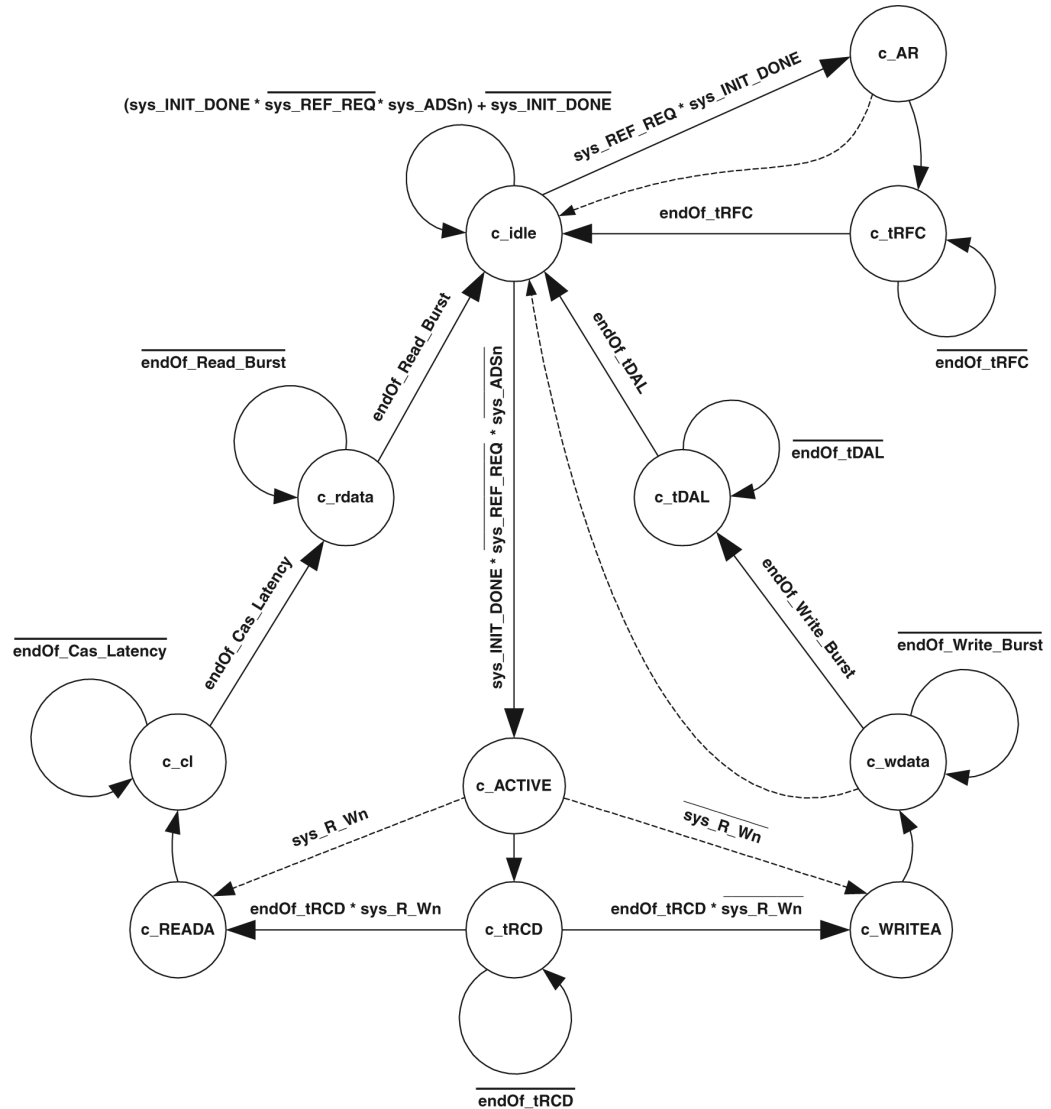 c_AR
(sys_INIT_DONE * sys_REF_REQ * sys_ADSn) + sys_INIT_DONE
sys_REF_REQ * sys_INIT_DONE
c_idle
endOf_tRFC
c_tRFC
endOf_tRFC
endOf_Read_Burst
endOf_Read_Burst
sys_INIT_DONE * sys_REF_REQ * sys_ADSn
endOf_tDAL
endOf_tDAL
c_rdata
c_tDAL
endOf_Cas_Latency
endOf_Cas_Latency
endOf_Write_Burst
endOf_Write_Burst
c_cl
c_ACTIVE
c_wdata
sys_R_Wn
sys_R_Wn
c_READA
endOf_tRCD * sys_R_Wn
c_tRCD
endOf_tRCD * sys_R_Wn
c_WRITEA
endOf_tRCD